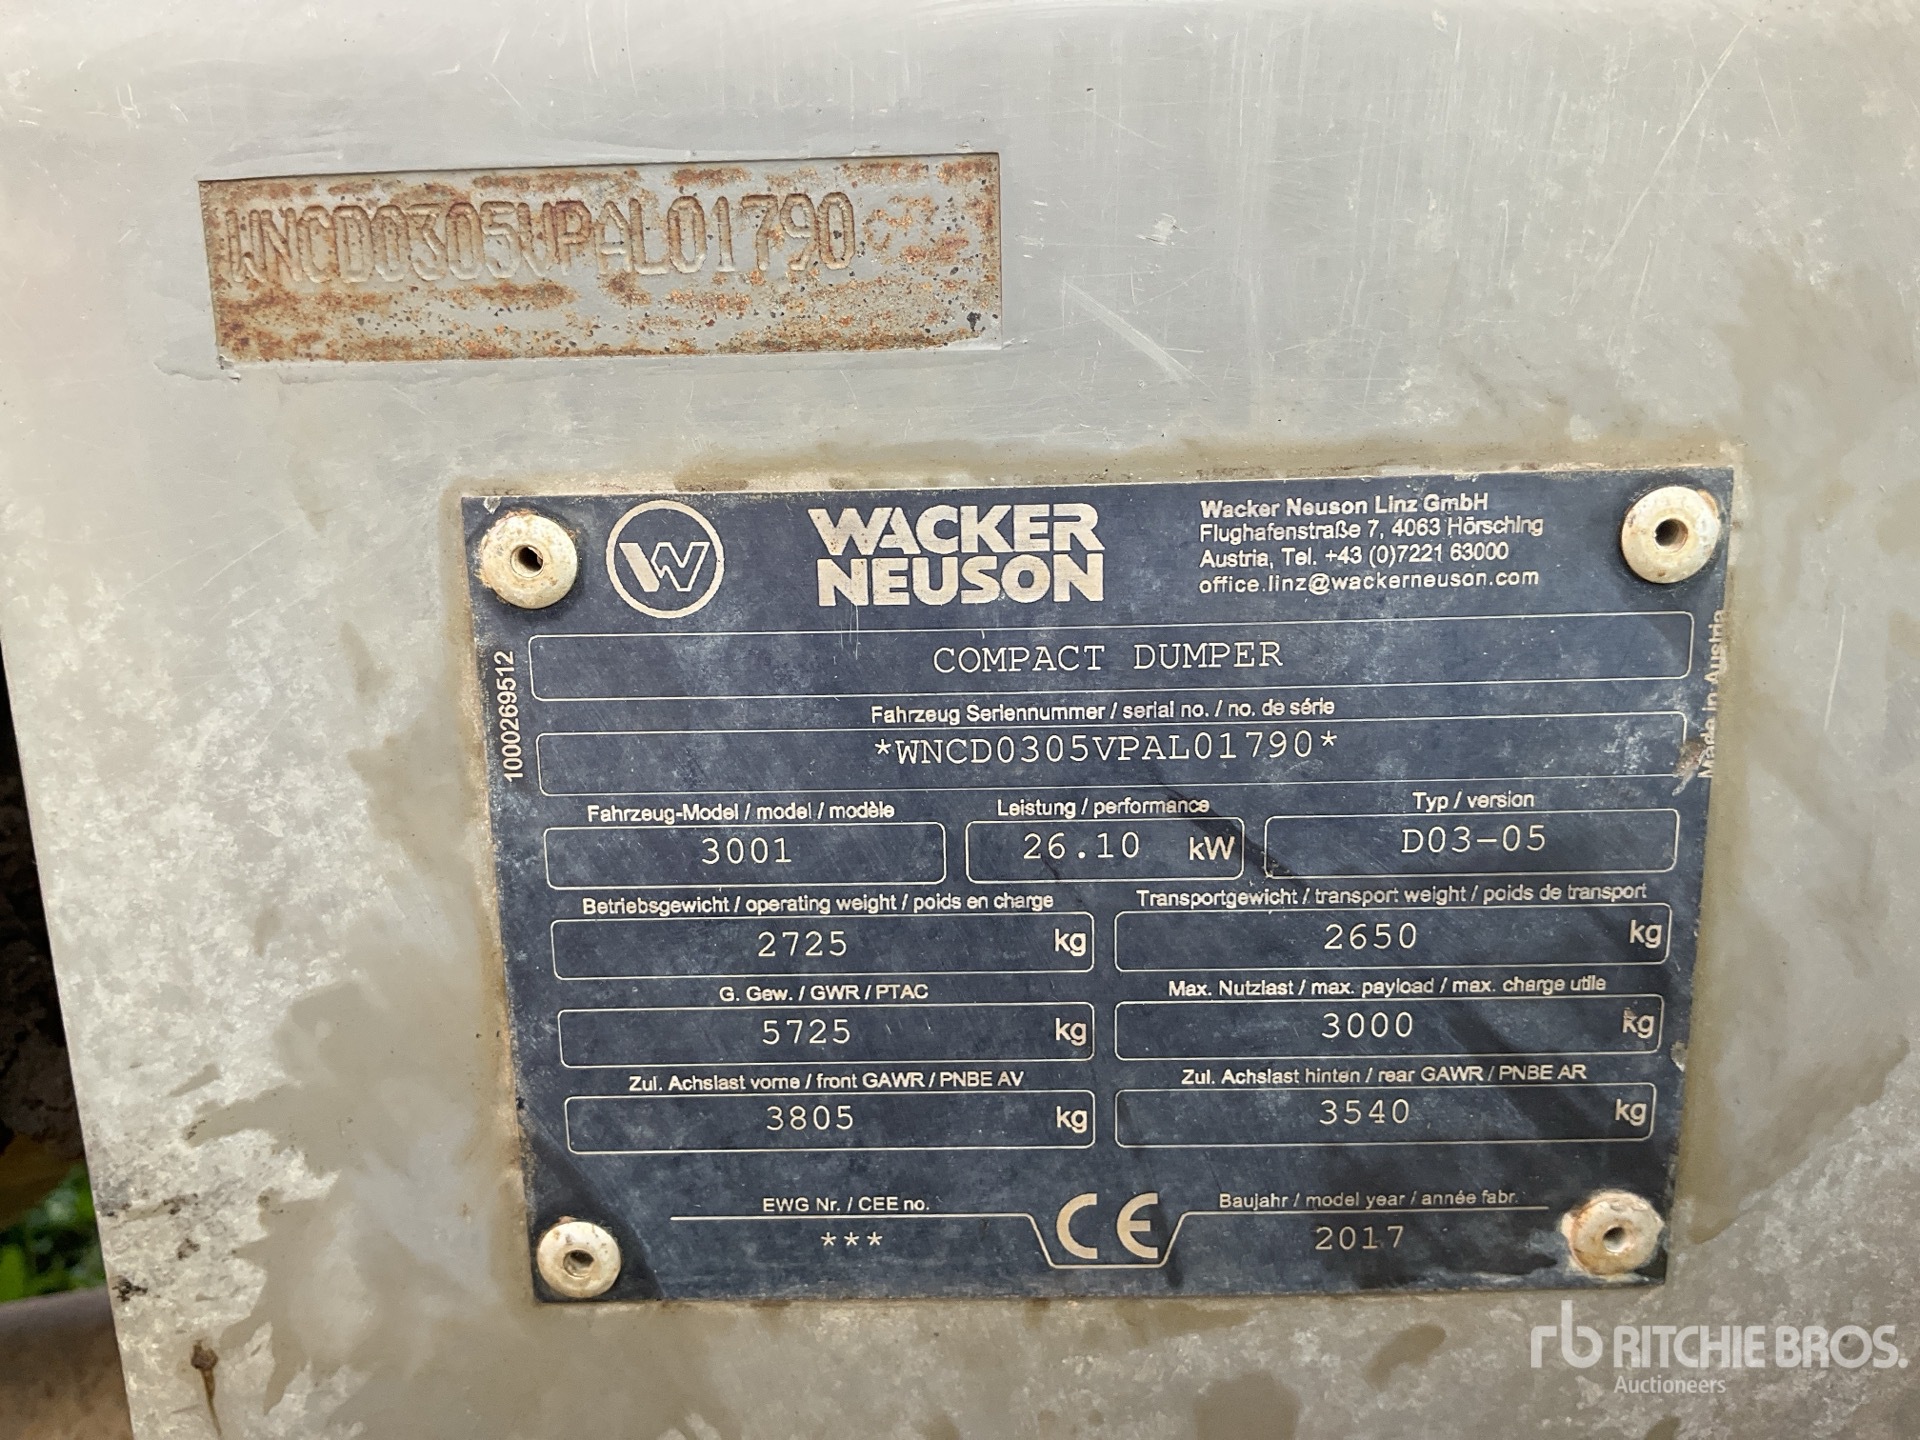 WNCD0305VPAL01790
WACKER
NEUSON
Wacker Neuson Linz GmbH
Flughafenstraße 7, 4063 Hörsching
Austria, Tel. +43 (0)7221 63000
office.linz@wackerneuson.com
1000269512
Made in Austria
COMPACT DUMPER
Fahrzeug Seriennummer / serial no. / no. de série
*WNCD0305VPAL01790*
Fahrzeug-Model / model / modèle
3001
Leistung / performance
26.10 kW
Typ / version
D03-05
Betriebsgewicht / operating weight / poids en charge
2725 kg
Transportgewicht / transport weight / poids de transport
2650 kg
G. Gew. / GWR / PTAC
5725 kg
Max. Nutzlast / max. payload / max. charge utile
3000 kg
Zul. Achslast vorne / front GAWR / PNBE AV
3805 kg
Zul. Achslast hinten / rear GAWR / PNBE AR
3540 kg
EWG Nr. / CEE no.
***
CE
Baujahr / model year / année fabr.
2017
rb RITCHIE BROS.
Auctioneers